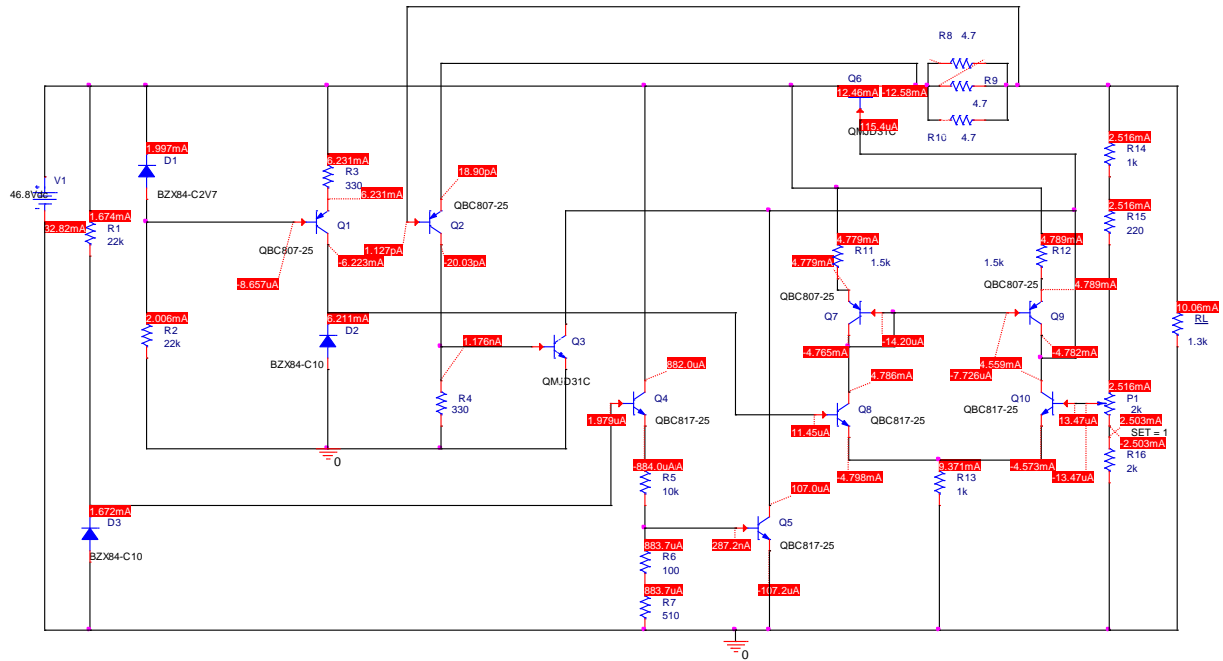 R8 4.7
Q6
12.46mA
-12.58mA
R9
4.7
115.4uA
QMJD31C
R10 4.7
1.997mA
D1
BZX84-C2V7
6.231mA
R3
330
6.231mA
18.90pA
QBC807-25
2.516mA
R14
1k
V1
46.8Vdc
32.82mA
1.674mA
R1
22k
Q1
QBC807-25
-8.657uA
-6.223mA
Q2
1.127pA
-20.03pA
2.516mA
R15
220
4.779mA
R11
1.5k
4.779mA
4.789mA
R12
1.5k
4.789mA
QBC807-25
QBC807-25
10.06mA
RL
1.3k
2.006mA
R2
22k
6.211mA
D2
BZX84-C10
Q7
-14.20uA
-4.765mA
Q9
4.559mA
-4.782mA
-7.726uA
1.176nA
Q3
QMJD31C
R4
330
882.0uA
Q4
QBC817-25
1.979uA
4.786mA
Q8
QBC817-25
11.45uA
-4.798mA
Q10
QBC817-25
13.47uA
-4.573mA
-13.47uA
2.516mA
P1
2k
2.503mA
SET = 1
-2.503mA
R16
2k
0
-884.0uA
R5
10k
9.371mA
R13
1k
1.672mA
D3
BZX84-C10
107.0uA
Q5
QBC817-25
287.2nA
-107.2uA
883.7uA
R6
100
883.7uA
R7
510
0